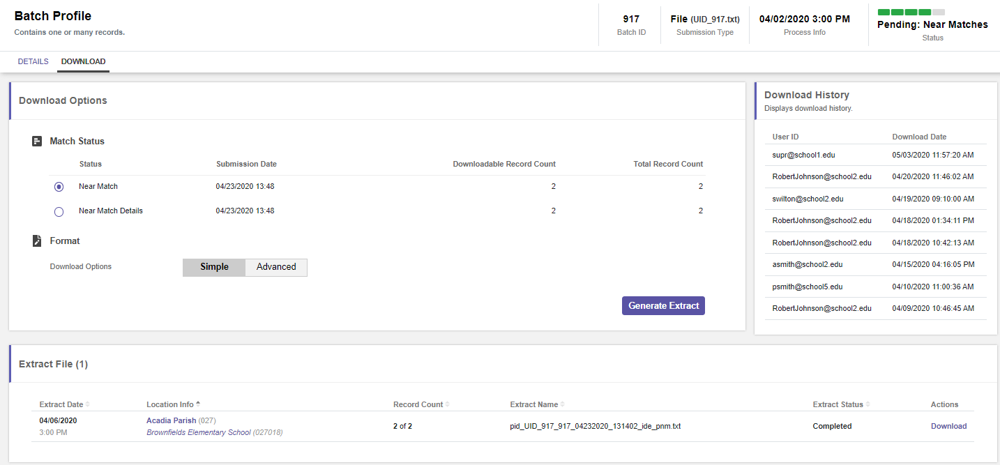 Batch Profile
Contains one or many records.
917
Batch ID
File (UID_917.txt)
Submission Type
04/02/2020 3:00 PM
Process Info
Pending: Near Matches
Status
DETAILS DOWNLOAD
Download Options
Match Status
Status Submission Date Downloadable Record Count Total Record Count
Near Match 04/23/2020 13:48 2 2
Near Match Details 04/23/2020 13:48 2 2
Format
Download Options Simple Advanced
Generate Extract
Download History
Displays download history.
User ID Download Date
supr@school1.edu 05/03/2020 11:57:20 AM
RobertJohnson@school2.edu 04/20/2020 11:46:02 AM
swilton@school2.edu 04/19/2020 09:10:00 AM
RobertJohnson@school2.edu 04/18/2020 01:34:11 PM
RobertJohnson@school2.edu 04/18/2020 10:42:13 AM
asmith@school2.edu 04/15/2020 04:16:05 PM
psmith@school5.edu 04/10/2020 11:00:36 AM
RobertJohnson@school2.edu 04/09/2020 10:46:45 AM
Extract File (1)
Extract Date Location Info Record Count Extract Name Extract Status Actions
04/06/2020 Acadia Parish (027) 2 of 2 pid_UID_917_917_04232020_131402_ide_pnm.txt Completed Download
3:00 PM Brownfields Elementary School (027018)